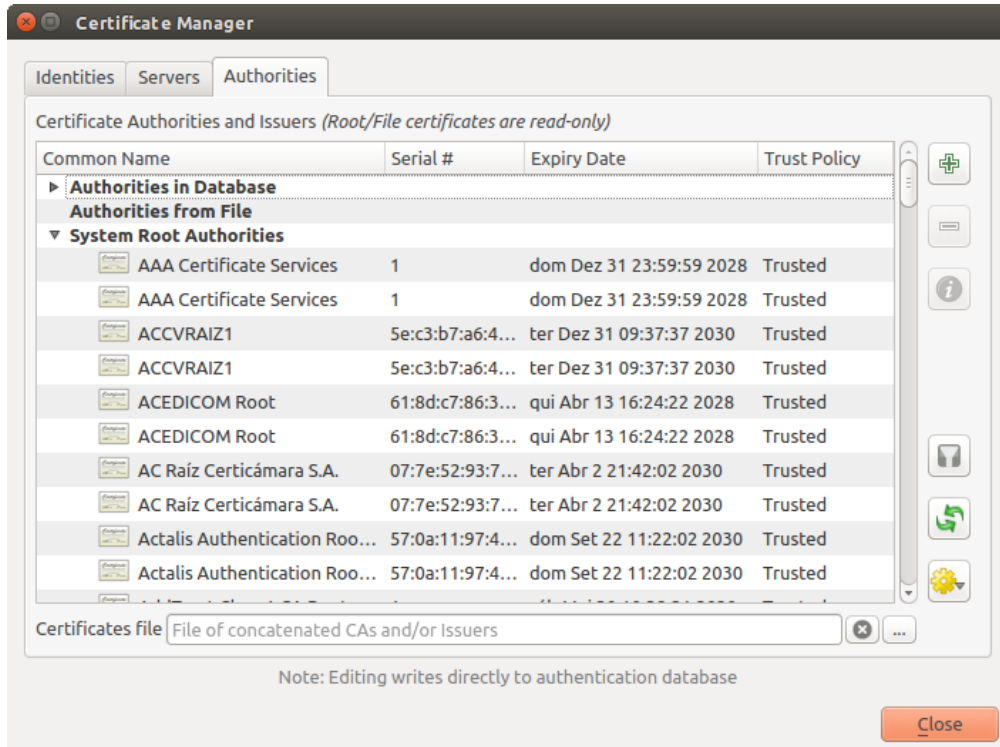 Certificate Manager
Identities Servers Authorities
Certificate Authorities and Issuers (Root/File certificates are read-only)
Common Name Serial # Expiry Date Trust Policy
Authorities in Database
Authorities from File
System Root Authorities
AAA Certificate Services 1 dom Dez 31 23:59:59 2028 Trusted
AAA Certificate Services 1 dom Dez 31 23:59:59 2028 Trusted
ACCVRAIZ1 5e:c3:b7:a6:4... ter Dez 31 09:37:37 2030 Trusted
ACCVRAIZ1 5e:c3:b7:a6:4... ter Dez 31 09:37:37 2030 Trusted
ACEDICOM Root 61:8d:c7:86:3... qui Abr 13 16:24:22 2028 Trusted
ACEDICOM Root 61:8d:c7:86:3... qui Abr 13 16:24:22 2028 Trusted
AC Raíz Certicámara S.A. 07:7e:52:93:7... ter Abr 2 21:42:02 2030 Trusted
AC Raíz Certicámara S.A. 07:7e:52:93:7... ter Abr 2 21:42:02 2030 Trusted
Actalis Authentication Roo... 57:0a:11:97:4... dom Set 22 11:22:02 2030 Trusted
Actalis Authentication Roo... 57:0a:11:97:4... dom Set 22 11:22:02 2030 Trusted
Certificates file File of concatenated CAs and/or Issuers ...
Note: Editing writes directly to authentication database
Close